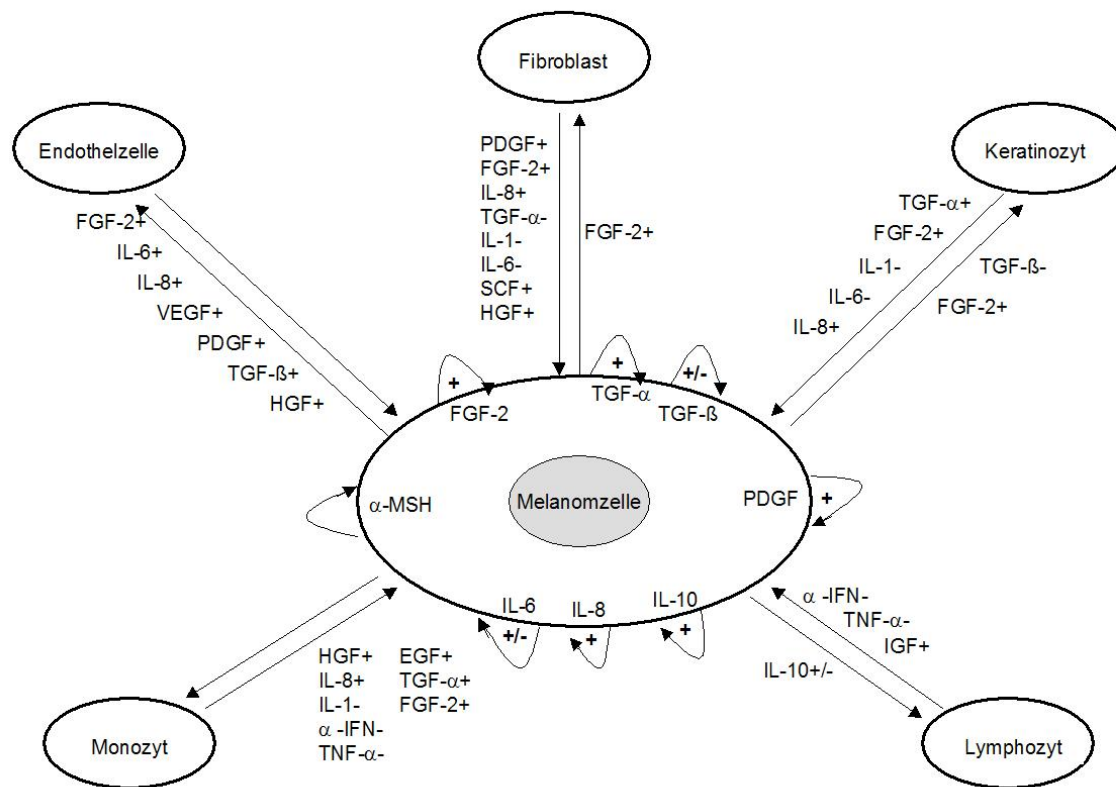 Fibroblast
Endothelzelle
Keratinozyt
PDGF+
FGF-2+
IL-8+
TGF-α-
IL-1-
IL-6-
SCF+
HGF+
FGF-2+
FGF-2+
IL-6+
IL-8+
VEGF+
PDGF+
TGF-ß+
HGF+
TGF-α+
FGF-2+
IL-1-
IL-6-
IL-8+
TGF-ß-
FGF-2+
+
FGF-2
+
TGF-α
+/-
TGF-ß
α-MSH
Melanomzelle
PDGF
+
IL-6
+/-
IL-8
+
IL-10
+
HGF+
IL-8+
IL-1-
α -IFN-
TNF-α-
EGF+
TGF-α+
FGF-2+
α -IFN-
TNF-α-
IGF+
IL-10+/-
Monozyt
Lymphozyt